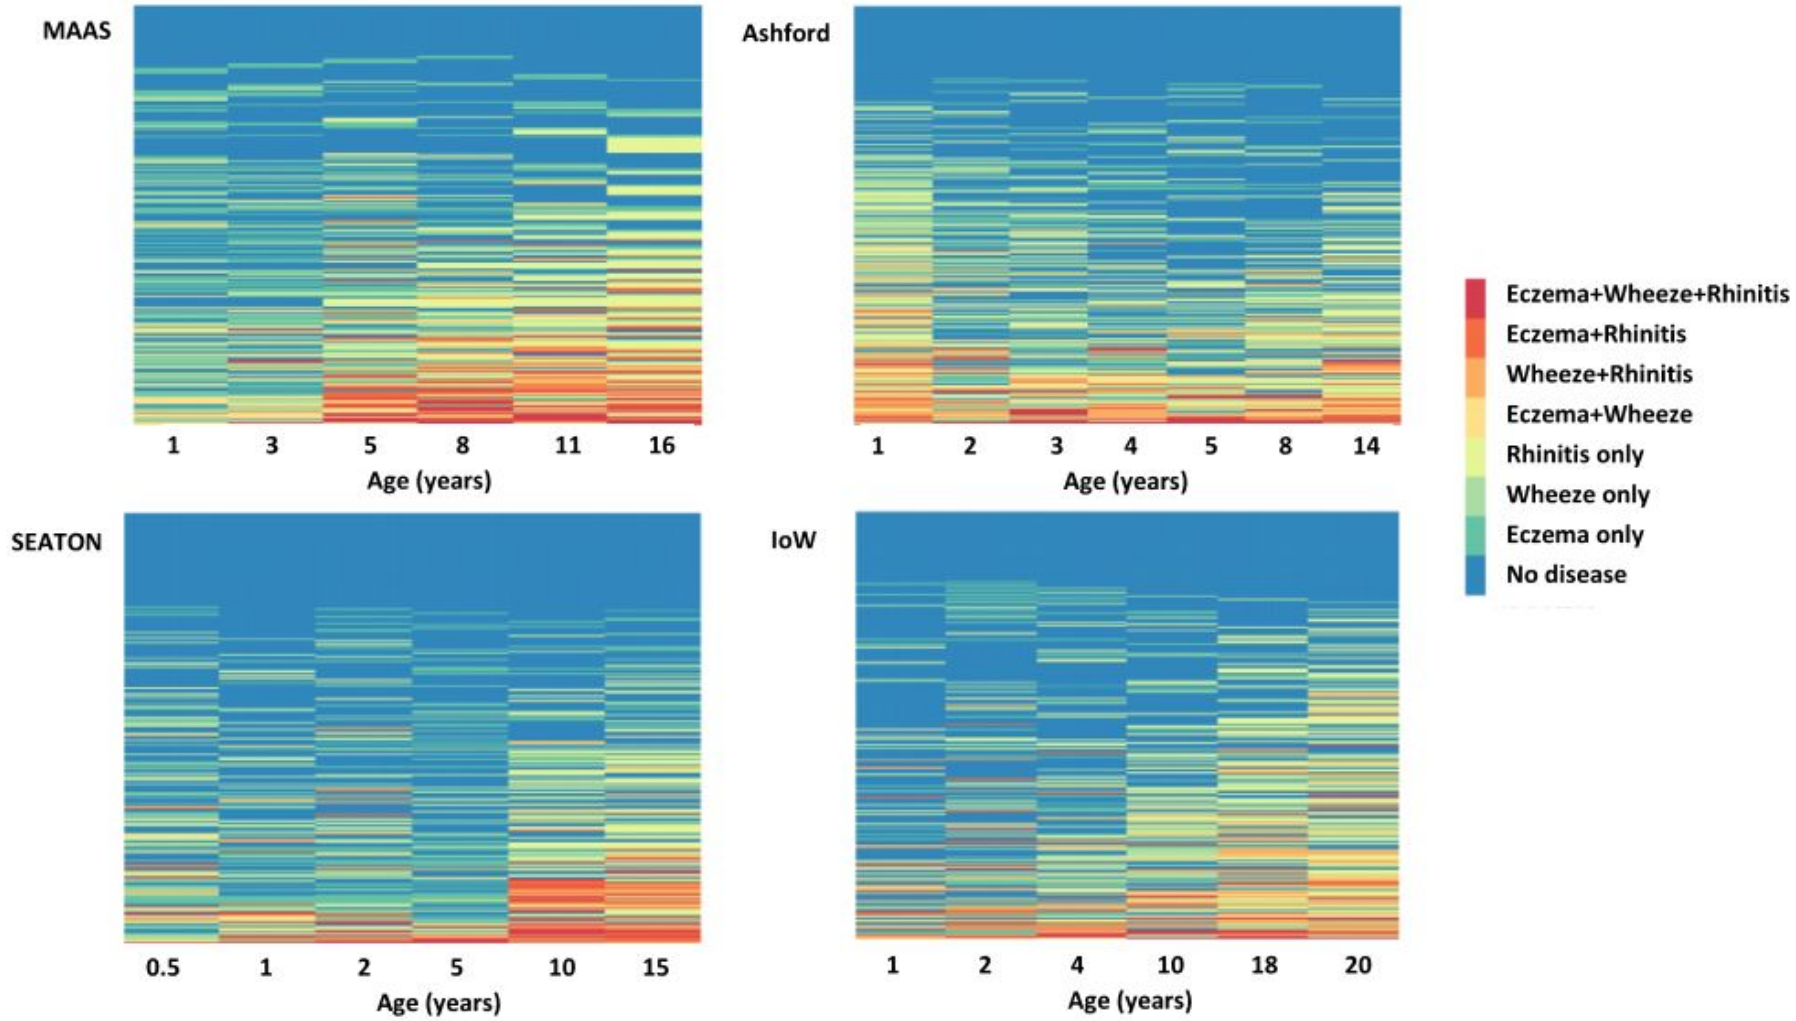 MAAS
1 3 5 8 11 16
Age (years)
Ashford
1 2 3 4 5 8 14
Age (years)
SEATON
0.5 1 2 5 10 15
Age (years)
IoW
1 2 4 10 18 20
Age (years)
Eczema+Wheeze+Rhinitis
Eczema+Rhinitis
Wheeze+Rhinitis
Eczema+Wheeze
Rhinitis only
Wheeze only
Eczema only
No disease